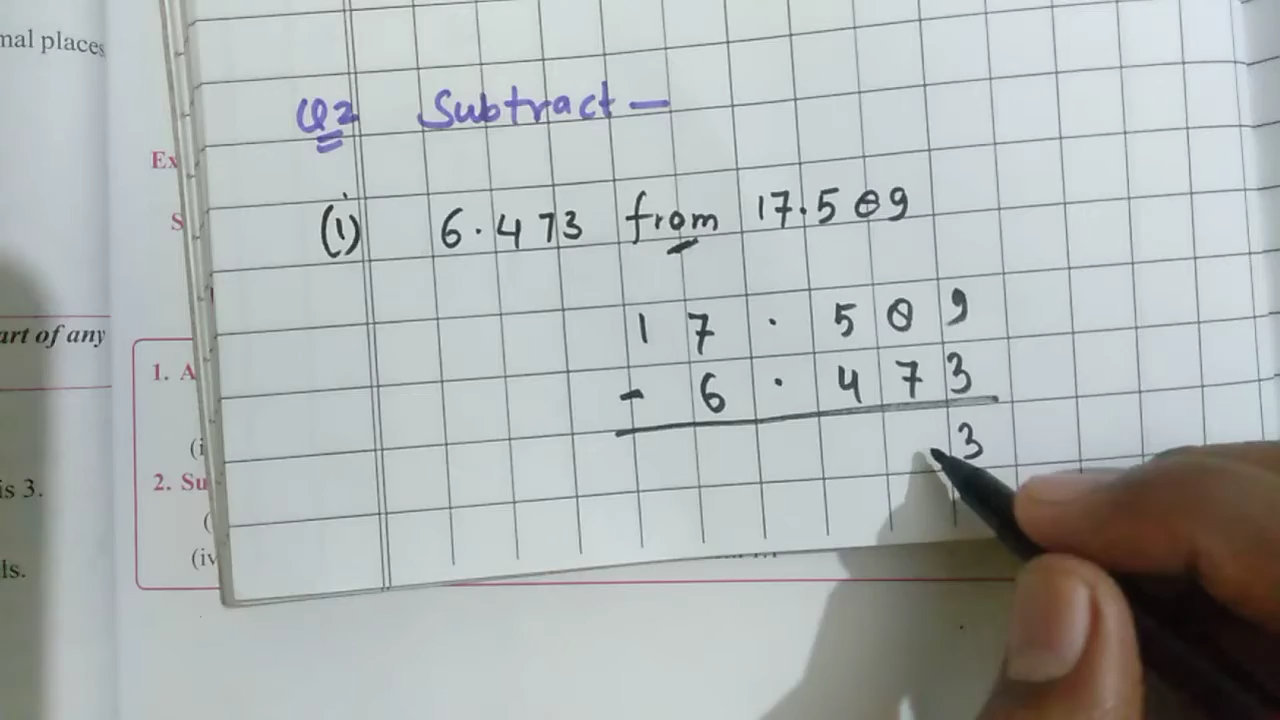 mal places
Ex
S
art of any
1. A
(i
is 3.
2. Su
(
(iv
ls.
Q2 Subtract —
(i) 6.473 from 17.509
17.509
- 6.473
3